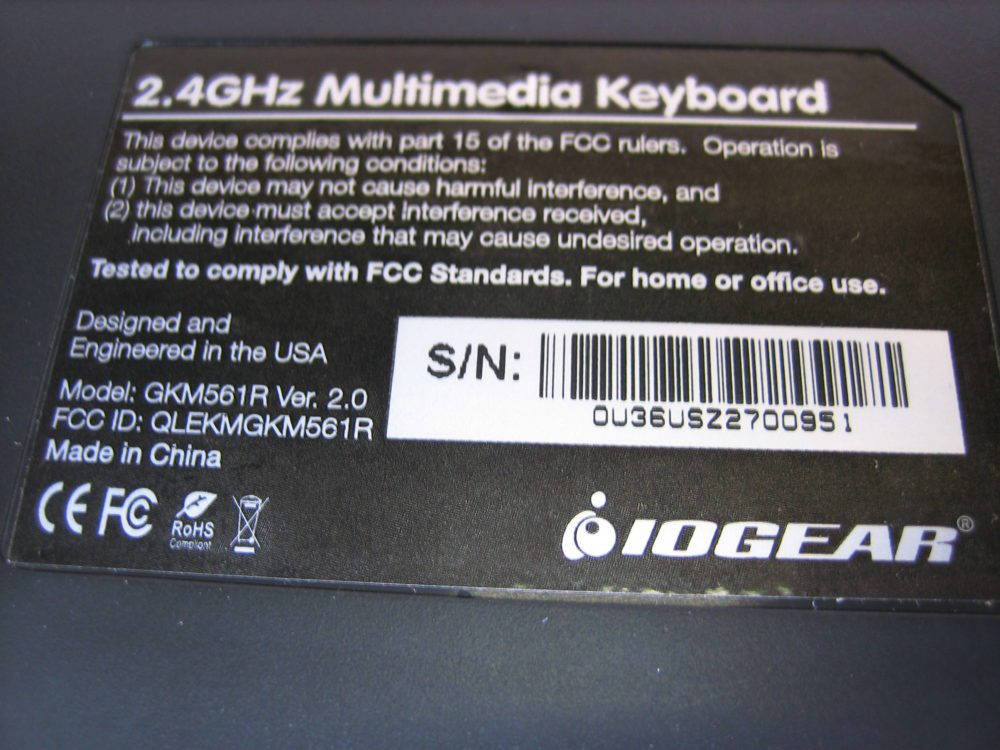 2.4GHz Multimedia Keyboard
This device complies with part 15 of the FCC rulers. Operation is
subject to the following conditions:
(1) This device may not cause harmful interference, and
(2) this device must accept interference received,
including interference that may cause undesired operation.
Tested to comply with FCC Standards. For home or office use.
Designed and
Engineered in the USA
Model: GKM561R Ver. 2.0
FCC ID: QLEKMGKM561R
Made in China
S/N:
0U36USZ2700951
CE FC
RoHS
Compliant
IOGEAR®